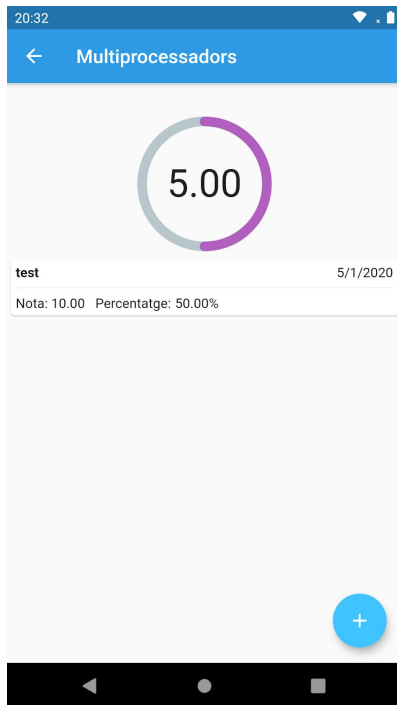 20:32
Multiprocessadors
5.00
test 5/1/2020
Nota: 10.00 Percentatge: 50.00%
+